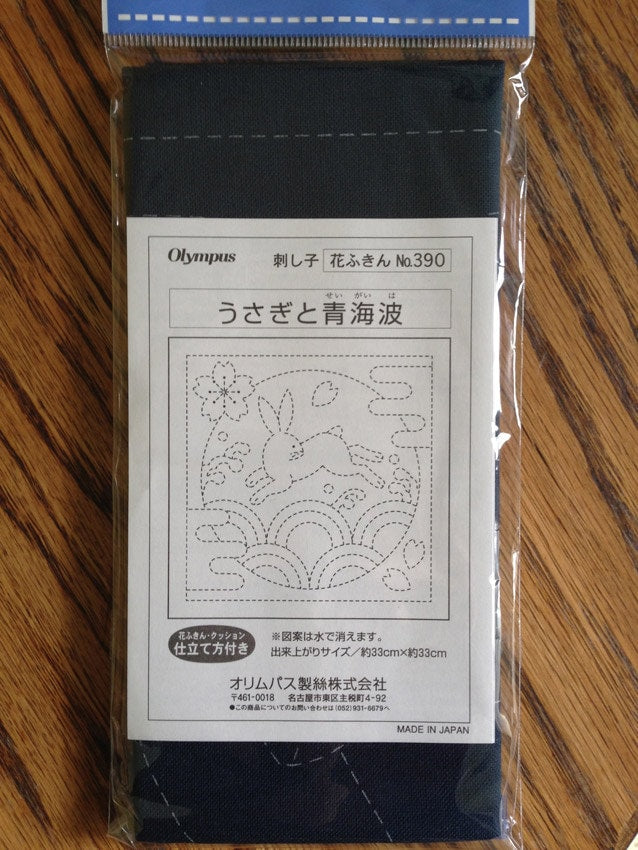 Olympus 刺し子 花ふきん No.390
せいがいは
うさぎと青海波
花ふきん・クッション
仕立て方付き
※図案は水で消えます。
出来上がりサイズ／約33cm×約33cm
オリムパス製絲株式会社
〒461-0018 名古屋市東区主税町4-92
●この商品についてのお問い合わせは(052)931-6679へ
MADE IN JAPAN